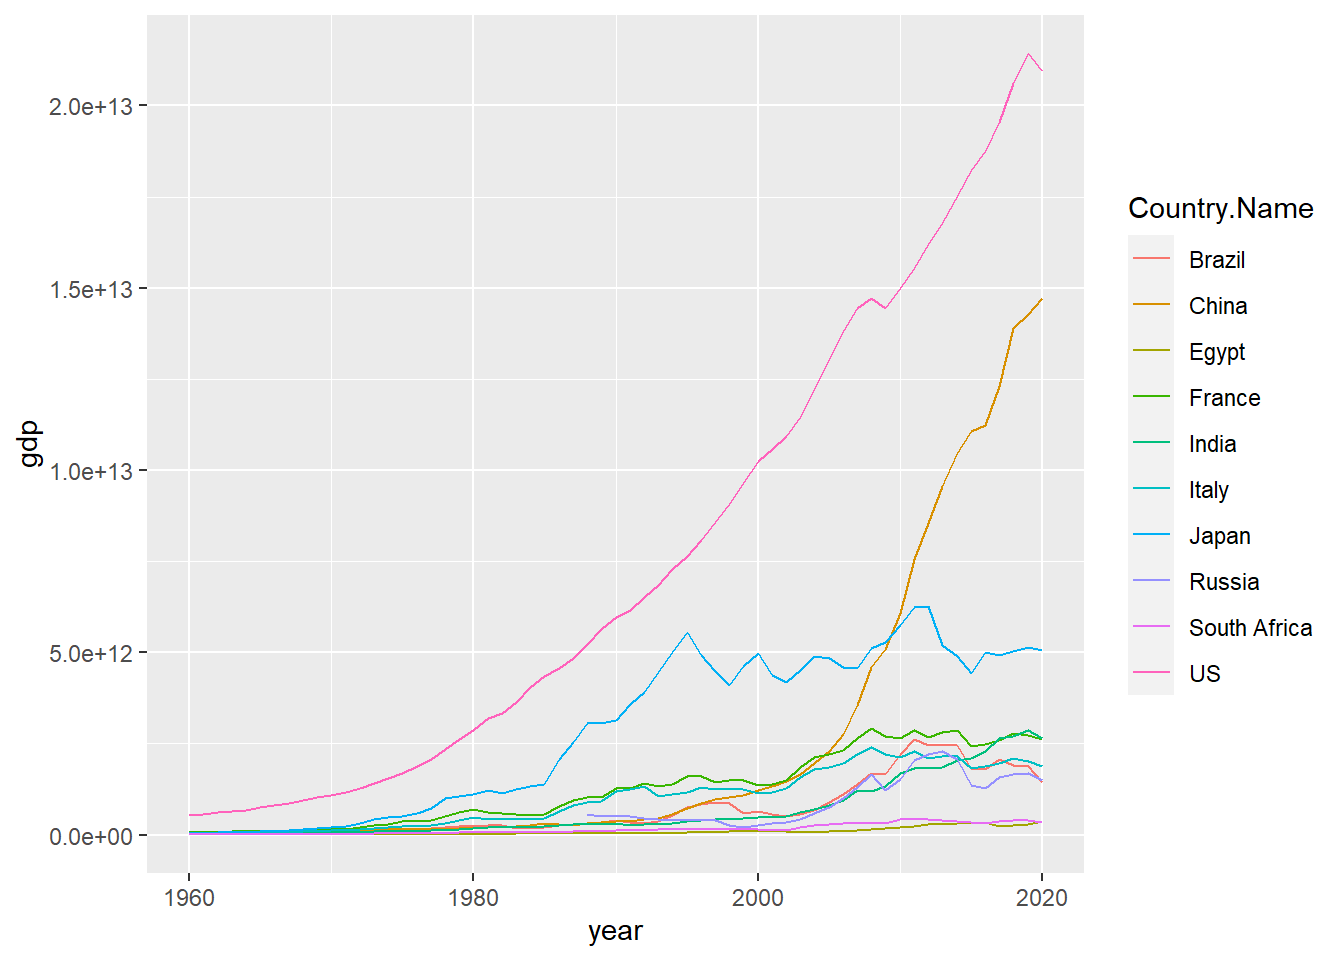 gdp
2.0e+13
1.5e+13
1.0e+13
5.0e+12
0.0e+00
1960 1980 2000 2020
year
Country.Name
Brazil
China
Egypt
France
India
Italy
Japan
Russia
South Africa
US